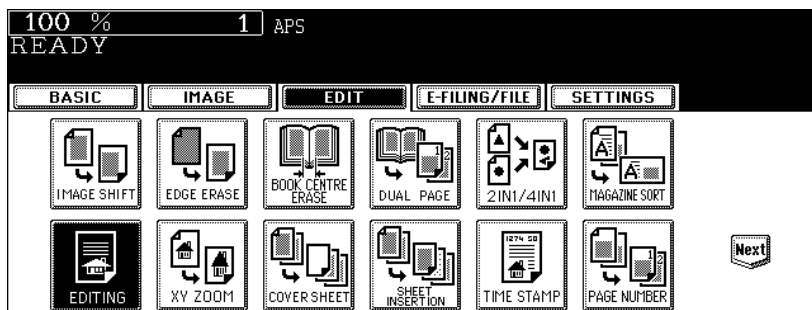 100 % 1 APS
READY
BASIC IMAGE EDIT E-FILING/FILE SETTINGS
IMAGE SHIFT EDGE ERASE BOOK CENTRE ERASE DUAL PAGE 2IN1/4IN1 MAGAZINE SORT
EDITING XY ZOOM COVER SHEET SHEET INSERTION TIME STAMP PAGE NUMBER
Next